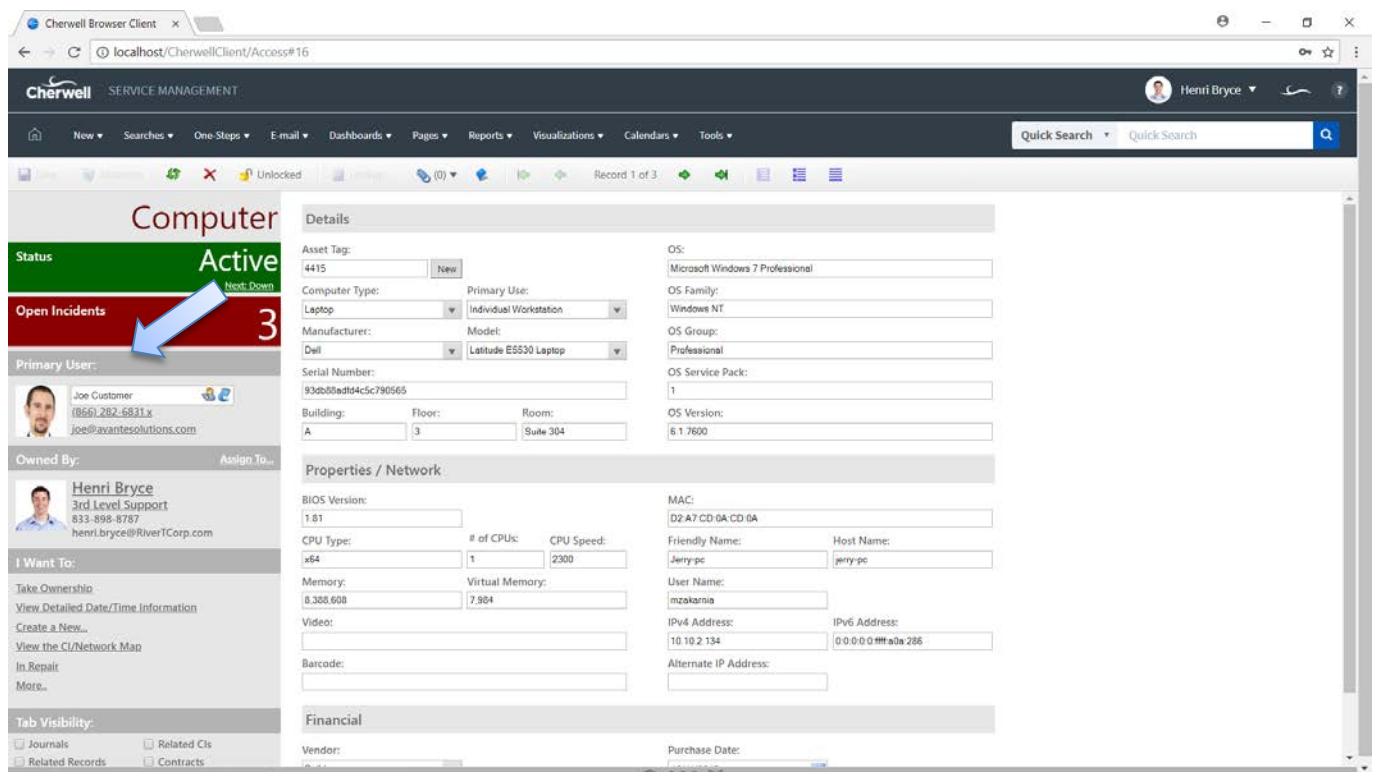 Cherwell Browser Client ×
localhost/CherwellClient/Access#16
Cherwell SERVICE MANAGEMENT Henri Bryce ?
New Searches One-Steps E-mail Dashboards Pages Reports Visualizations Calendars Tools Quick Search Quick Search
Unlocked (0) Record 1 of 3
Computer
Status Active
Next: Down
Open Incidents 3
Primary User:
Joe Customer
(866) 282-6831 x
joe@avantesolutions.com
Owned By: Assign To...
Henri Bryce
3rd Level Support
833-898-8787
henri.bryce@RiverTCorp.com
I Want To:
Take Ownership
View Detailed Date/Time Information
Create a New...
View the CI/Network Map
In Repair
More..
Tab Visibility:
Journals Related CIs
Related Records Contracts
Details
Asset Tag: OS:
4415 New Microsoft Windows 7 Professional
Computer Type: Primary Use: OS Family:
Laptop Individual Workstation Windows NT
Manufacturer: Model: OS Group:
Dell Latitude E5530 Laptop Professional
Serial Number: OS Service Pack:
93db88adfd4c5c790565 1
Building: Floor: Room: OS Version:
A 3 Suite 304 6.1.7600
Properties / Network
BIOS Version: MAC:
1.81 D2:A7:CD:0A:CD:0A
CPU Type: # of CPUs: CPU Speed: Friendly Name: Host Name:
x64 1 2300 Jerry-pc jerry-pc
Memory: Virtual Memory: User Name:
8,388,608 7,984 mzakarnia
Video: IPv4 Address: IPv6 Address:
10.10.2.134 0:0:0:0:0:ffff:a0a:286
Barcode: Alternate IP Address:
Financial
Vendor: Purchase Date: